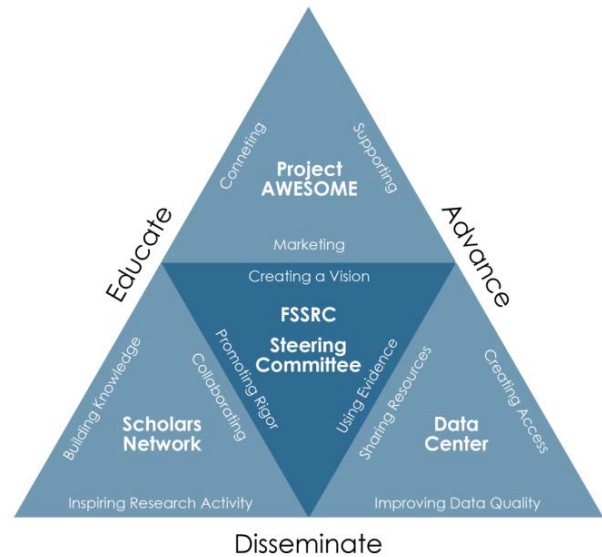 Conneting
Supporting
Project
AWESOME
Marketing
Educate
Advance
Creating a Vision
FSSRC
Steering
Committee
Promoting Rigor
Using Evidence
Building Knowledge
Collaborating
Scholars
Network
Inspiring Research Activity
Sharing Resources
Creating Access
Data
Center
Improving Data Quality
Disseminate